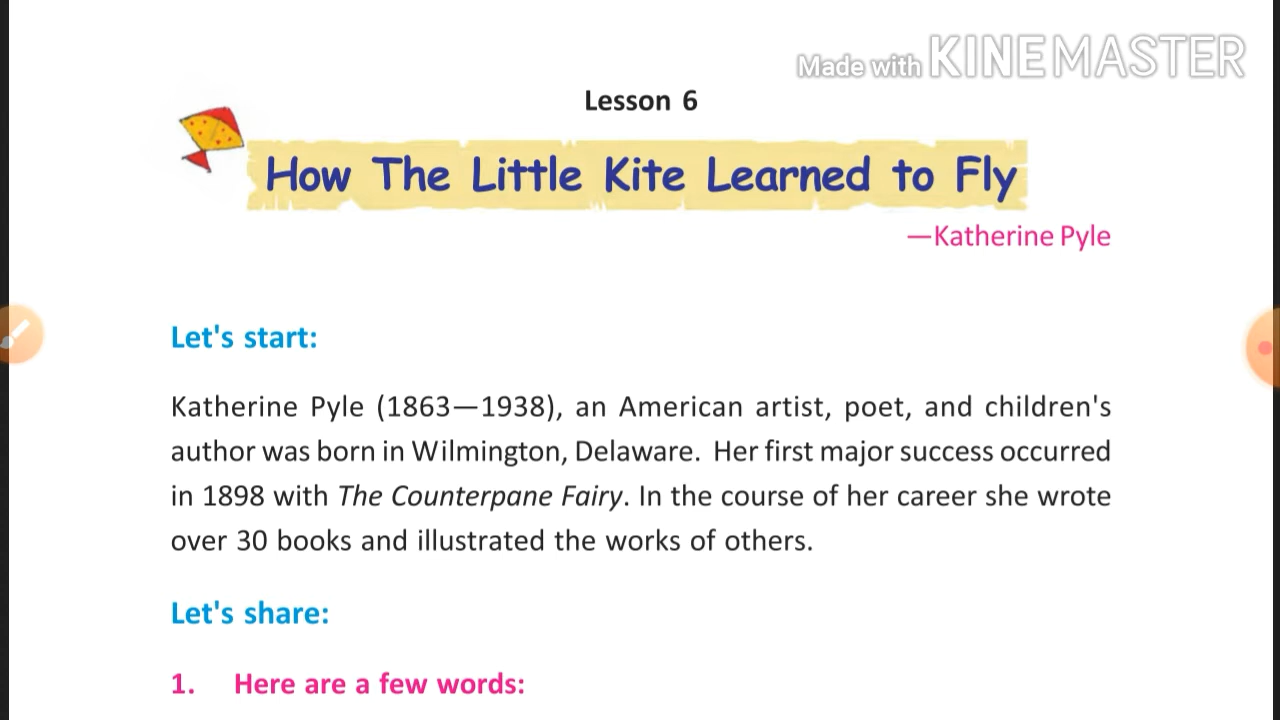 Made with KINEMASTER
Lesson 6
How The Little Kite Learned to Fly
—Katherine Pyle
Let's start:
Katherine Pyle (1863—1938), an American artist, poet, and children's
author was born in Wilmington, Delaware. Her first major success occurred
in 1898 with The Counterpane Fairy. In the course of her career she wrote
over 30 books and illustrated the works of others.
Let's share:
1. Here are a few words: